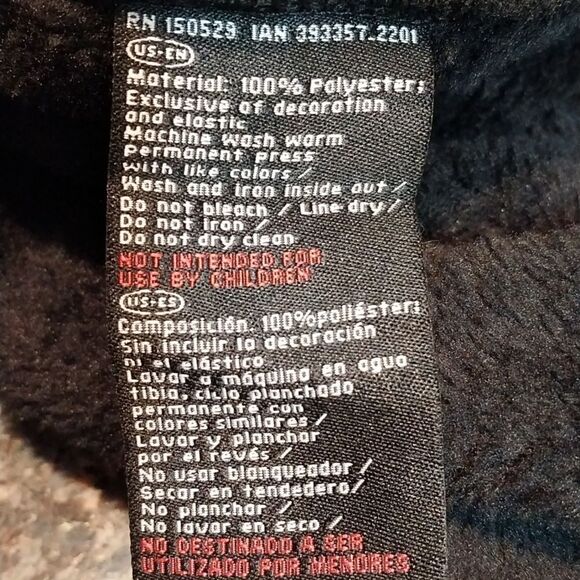 RN 150529 IAN 393357-2201
US-EN
Material: 100% Polyester;
Exclusive of decoration
and elastic
Machine wash warm
Permanent press
with like colors /
Wash and iron inside out /
Do not bleach / Line dry /
Do not iron /
Do not dry clean
NOT INTENDED FOR
USE BY CHILDREN
US-ES
Composición: 100%poliéster;
Sin incluir la decoración
ni el elástico
Lavar a máquina en agua
tibia: ciclo planchado
permanente con
colores similares /
Lavar y planchar
por el revés /
No usar blanqueador /
Secar en tendedero/
No planchar /
No lavar en seco /
NO DESTINADO A SER
UTILIZADO POR MENORES